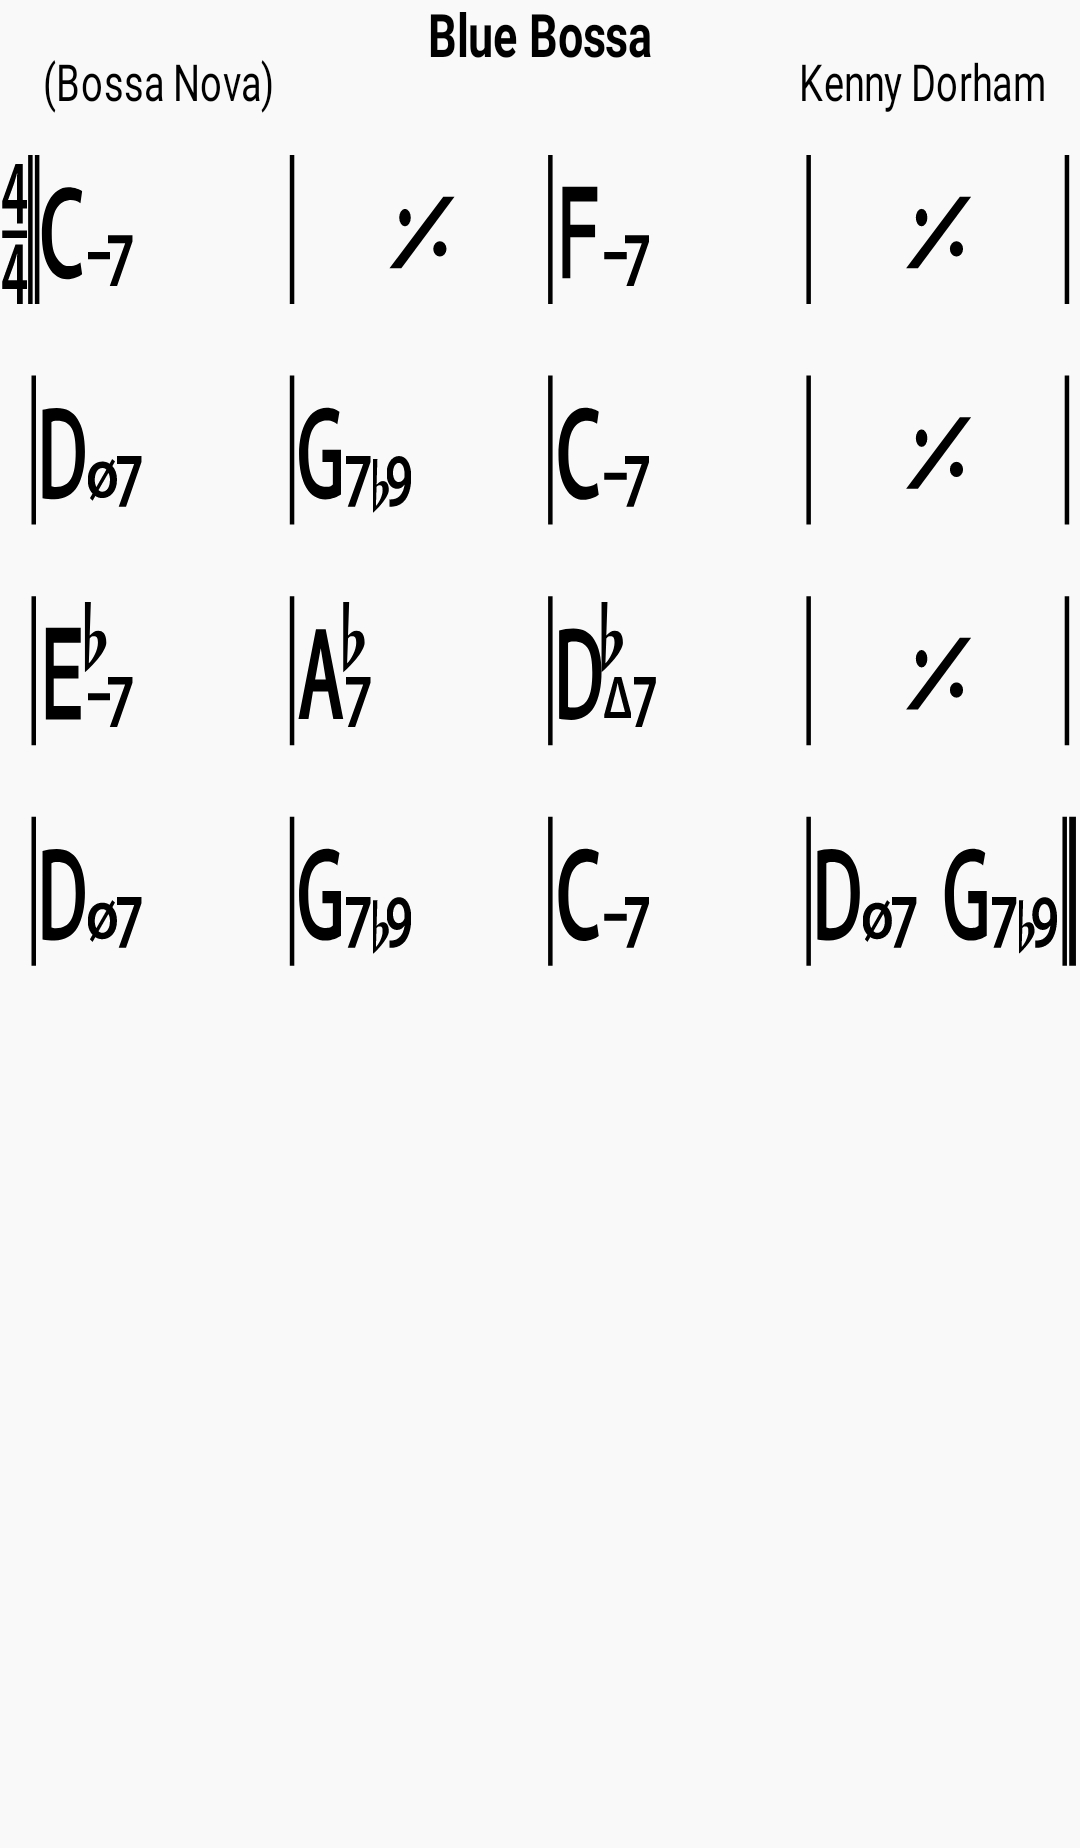 Blue Bossa
(Bossa Nova) Kenny Dorham
4/4 C–7 | 𝄎 | F–7 | 𝄎 |
| Dø7 | G7♭9 | C–7 | 𝄎 |
| E♭–7 | A♭7 | D♭Δ7 | 𝄎 |
| Dø7 | G7♭9 | C–7 | Dø7 G7♭9 ||